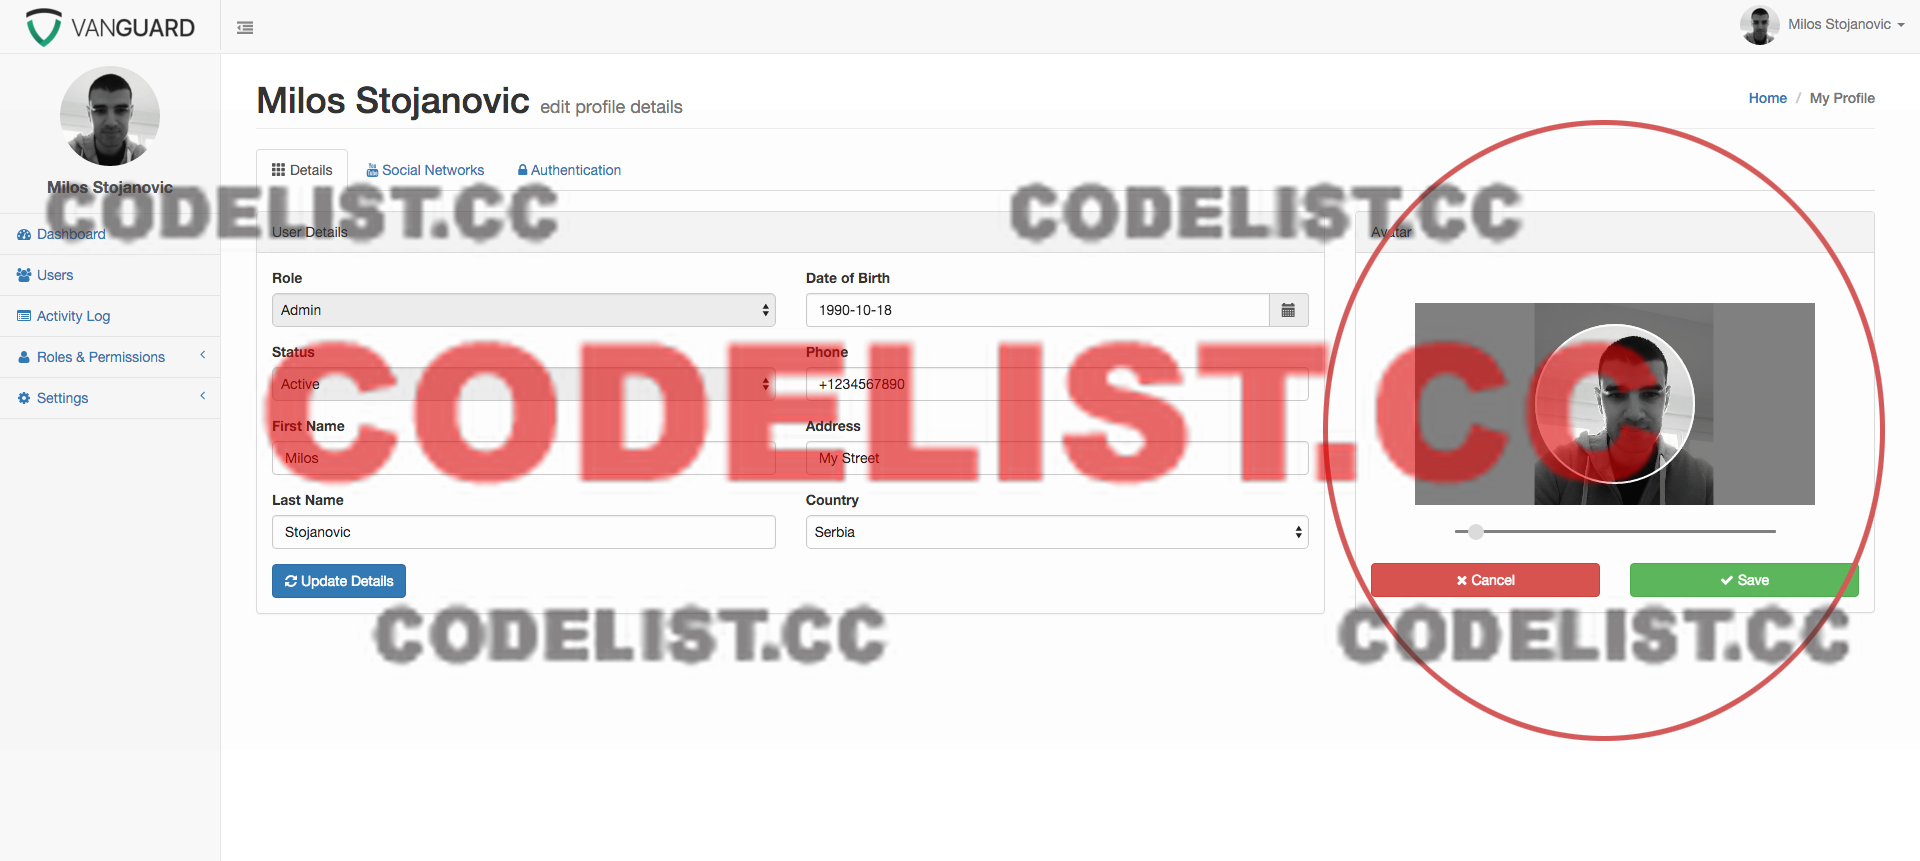 VANGUARD
Milos Stojanovic
Milos Stojanovic
Dashboard
Users
Activity Log
Roles & Permissions
Settings
Milos Stojanovic edit profile details
Home / My Profile
Details
Social Networks
Authentication
CODELIST.CC
CODELIST.CC
User Details
Role
Admin
Date of Birth
1990-10-18
Status
Active
Phone
+1234567890
First Name
Milos
Address
My Street
Last Name
Stojanovic
Country
Serbia
Update Details
CODELIST.CC
Avatar
Cancel
Save
CODELIST.CC
CODELIST.CC